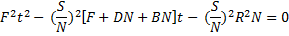 F²t² − (S/N)²[F + DN + BN]t − (S/N)²R²N = 0